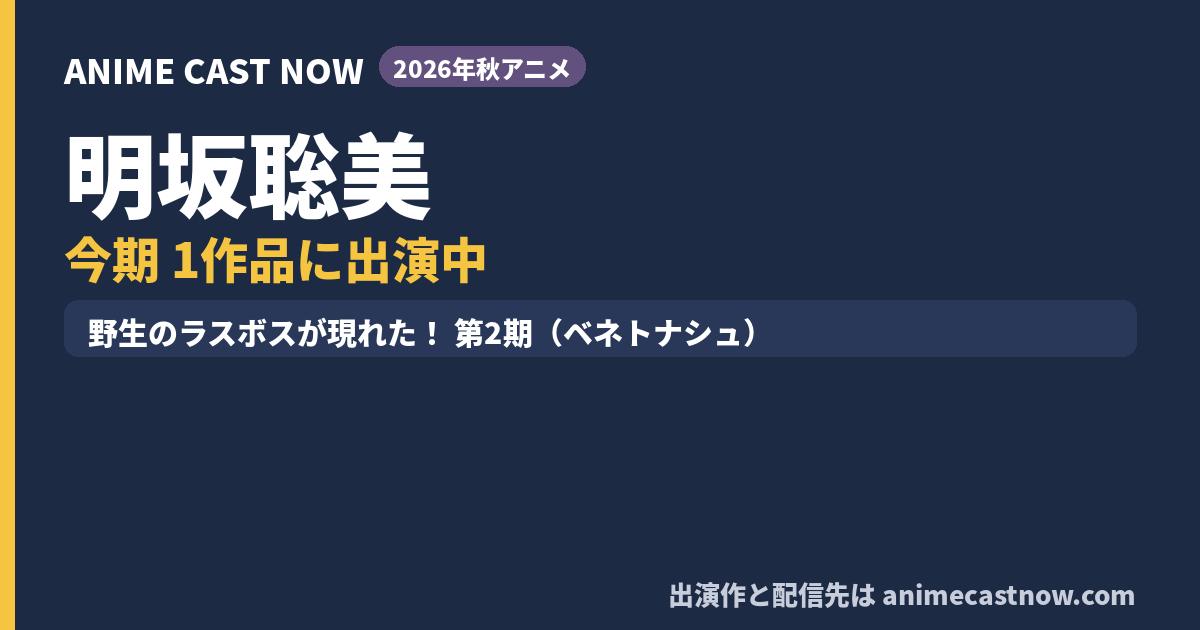 ANIME CAST NOW 2026年秋アニメ
明坂聡美
今期 1作品に出演中
野生のラスボスが現れた！ 第2期（ベネトナシュ）
出演作と配信先は animecastnow.com